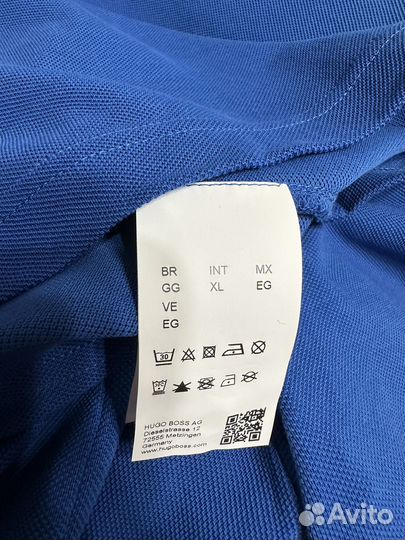 BR INT MX
GG XL EG
VE
EG
30
HUGO BOSS AG
Dieselstrasse 12
72555 Metzingen
Germany
www.hugoboss.com
Avito